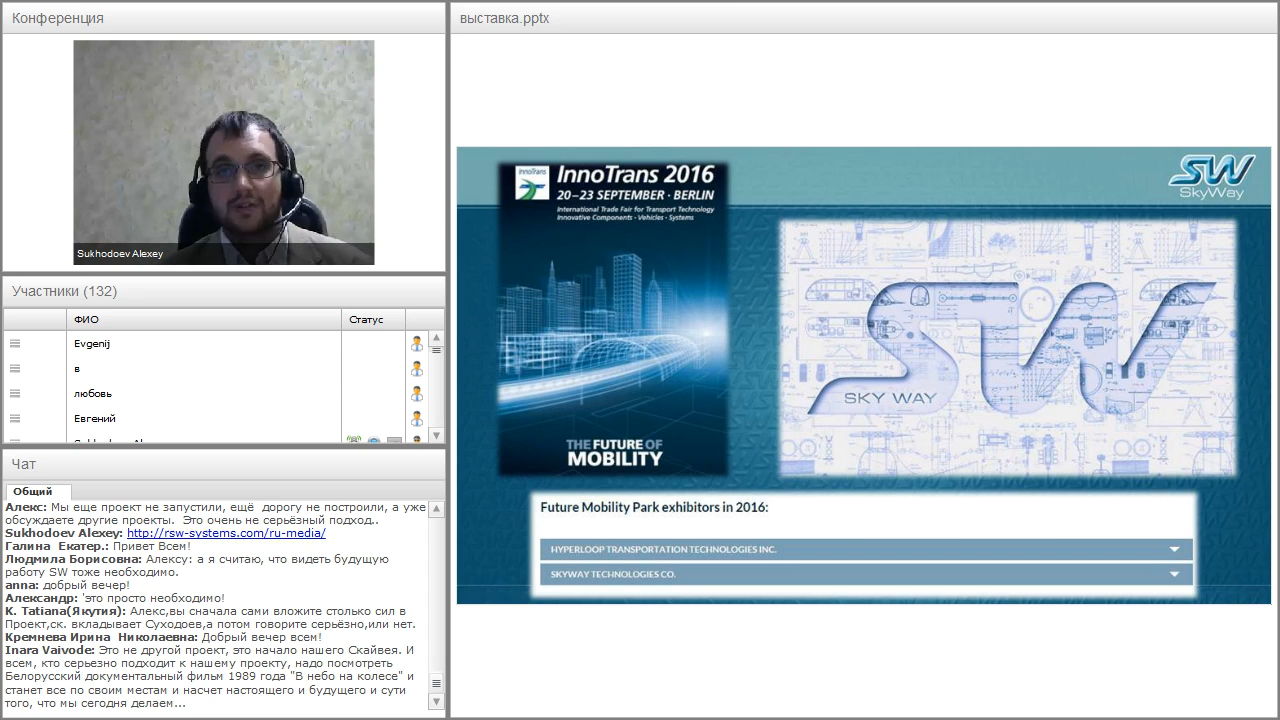 Конференция
Sukhodoev Alexey
Участники (132)
ФИО
Статус
Evgenij
в
любовь
Евгений
Чат
Общий
Алекс: Мы еще проект не запустили, ещё дорогу не построили, а уже
обсуждаете другие проекты. Это очень не серьёзный подход..
Sukhodoev Alexey: http://rsw-systems.com/ru-media/
Галина Екатер.: Привет Всем!
Людмила Борисовна: Алексу: а я считаю, что видеть будущую
работу SW тоже необходимо.
anna: добрый вечер!
Александр: 'это просто необходимо!
K. Tatiana(Якутия): Алекс,вы сначала сами вложите столько сил в
Проект,ск. вкладывает Суходоев,а потом говорите серьёзно,или нет.
Кремнева Ирина Николаевна: Добрый вечер всем!
Inara Vaivode: Это не другой проект, это начало нашего Скайвея. И
всем, кто серьезно подходит к нашему проекту, надо посмотреть
Белорусский документальный фильм 1989 года "В небо на колесе" и
станет все по своим местам и насчет настоящего и будущего и сути
того, что мы сегодня делаем...
выставка.pptx
InnoTrans
InnoTrans 2016
20–23 SEPTEMBER · BERLIN
International Trade Fair for Transport Technology
Innovative Components · Vehicles · Systems
THE FUTURE OF
MOBILITY
SW
SkyWay
SW
SKY WAY
Future Mobility Park exhibitors in 2016:
HYPERLOOP TRANSPORTATION TECHNOLOGIES INC.
SKYWAY TECHNOLOGIES CO.